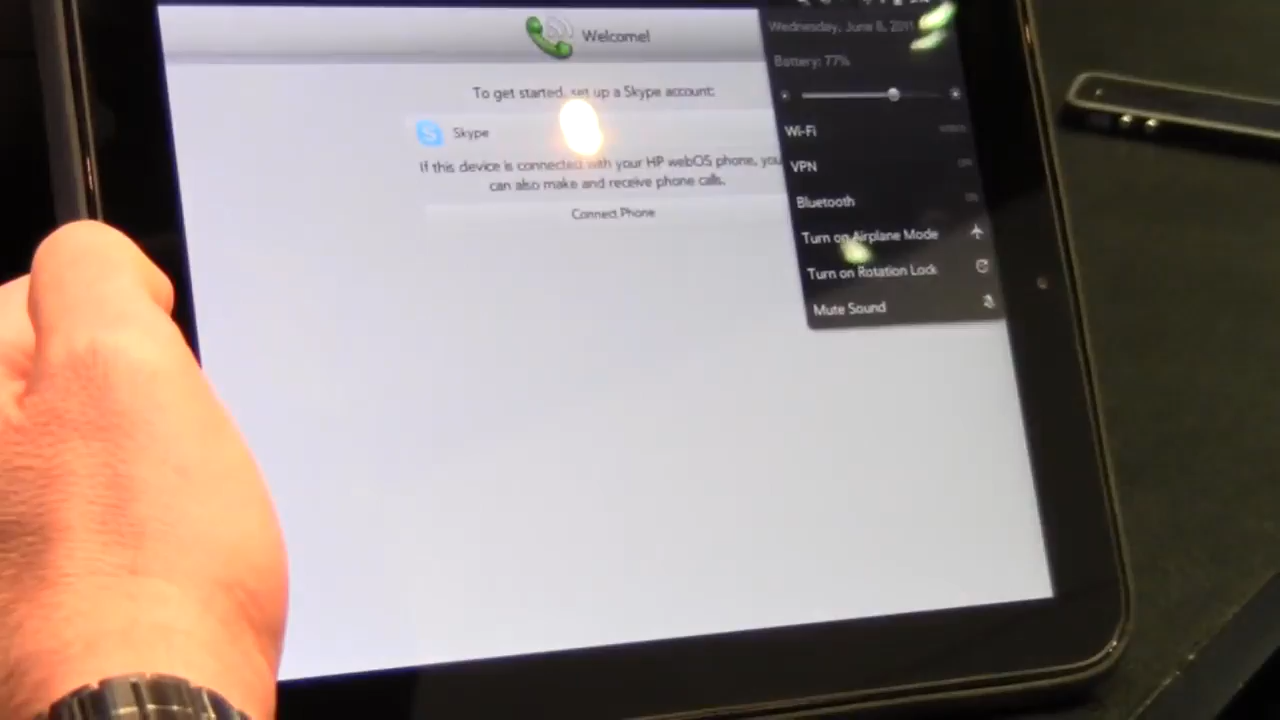 Welcome!
To get started, set up a Skype account:
Skype
If this device is connected with your HP webOS phone, you
can also make and receive phone calls.
Connect Phone
Wednesday, June 8, 2011
Battery: 77%
Wi-Fi
VPN
Bluetooth
Turn on Airplane Mode
Turn on Rotation Lock
Mute Sound